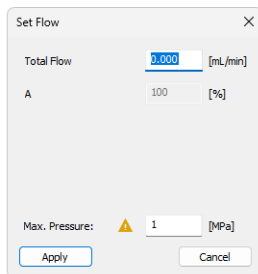 Set Flow
Total Flow 0.000 [mL/min]
A 100 [%]
Max. Pressure: 1 [MPa]
Apply Cancel